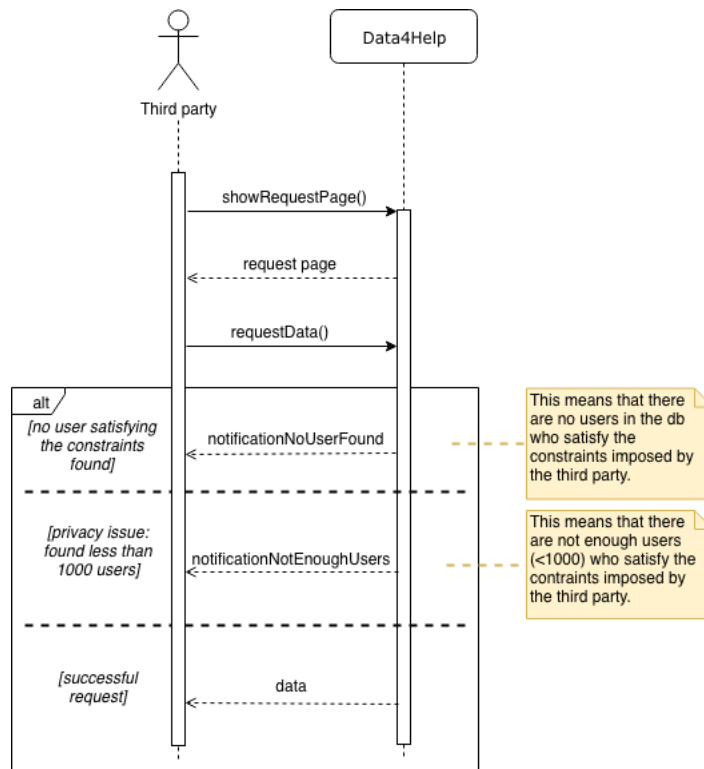 Data4Help
Third party
showRequestPage()
request page
requestData()
alt
[no user satisfying
the constraints
found]
notificationNoUserFound
This means that there
are no users in the db
who satisfy the
constraints imposed by
the third party.
[privacy issue:
found less than
1000 users]
notificationNotEnoughUsers
This means that there
are not enough users
(<1000) who satisfy the
contraints imposed by
the third party.
[successful
request]
data